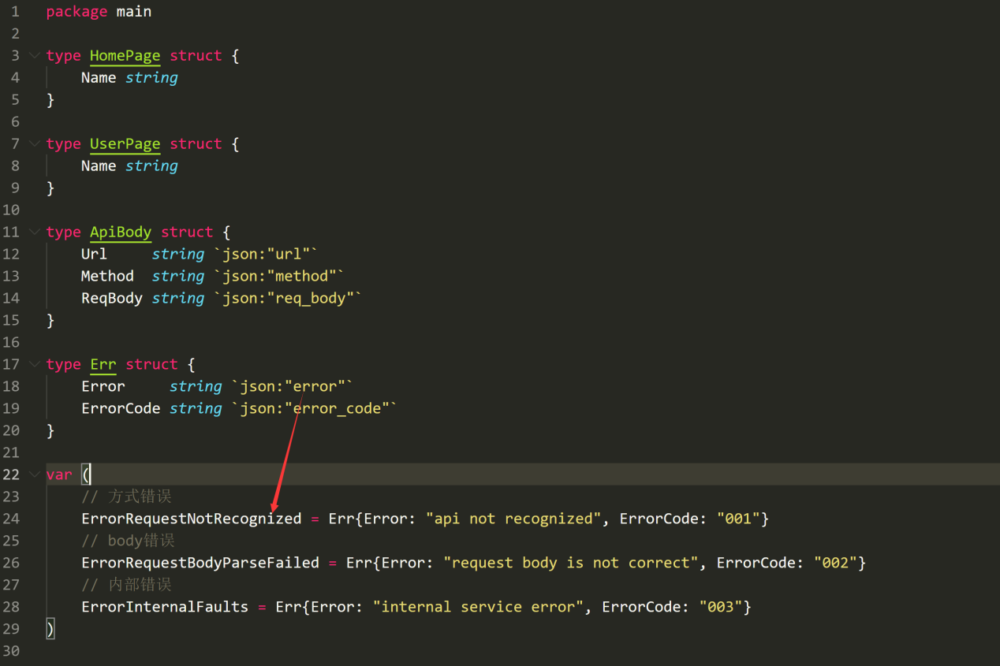 1 package main
2
3 type HomePage struct {
4 Name string
5 }
6
7 type UserPage struct {
8 Name string
9 }
10
11 type ApiBody struct {
12 Url     string `json:"url"`
13 Method  string `json:"method"`
14 ReqBody string `json:"req_body"`
15 }
16
17 type Err struct {
18 Error     string `json:"error"`
19 ErrorCode string `json:"error_code"`
20 }
21
22 var (
23 // 方式错误
24 ErrorRequestNotRecognized = Err{Error: "api not recognized", ErrorCode: "001"}
25 // body错误
26 ErrorRequestBodyParseFailed = Err{Error: "request body is not correct", ErrorCode: "002"}
27 // 内部错误
28 ErrorInternalFaults = Err{Error: "internal service error", ErrorCode: "003"}
29 )
30